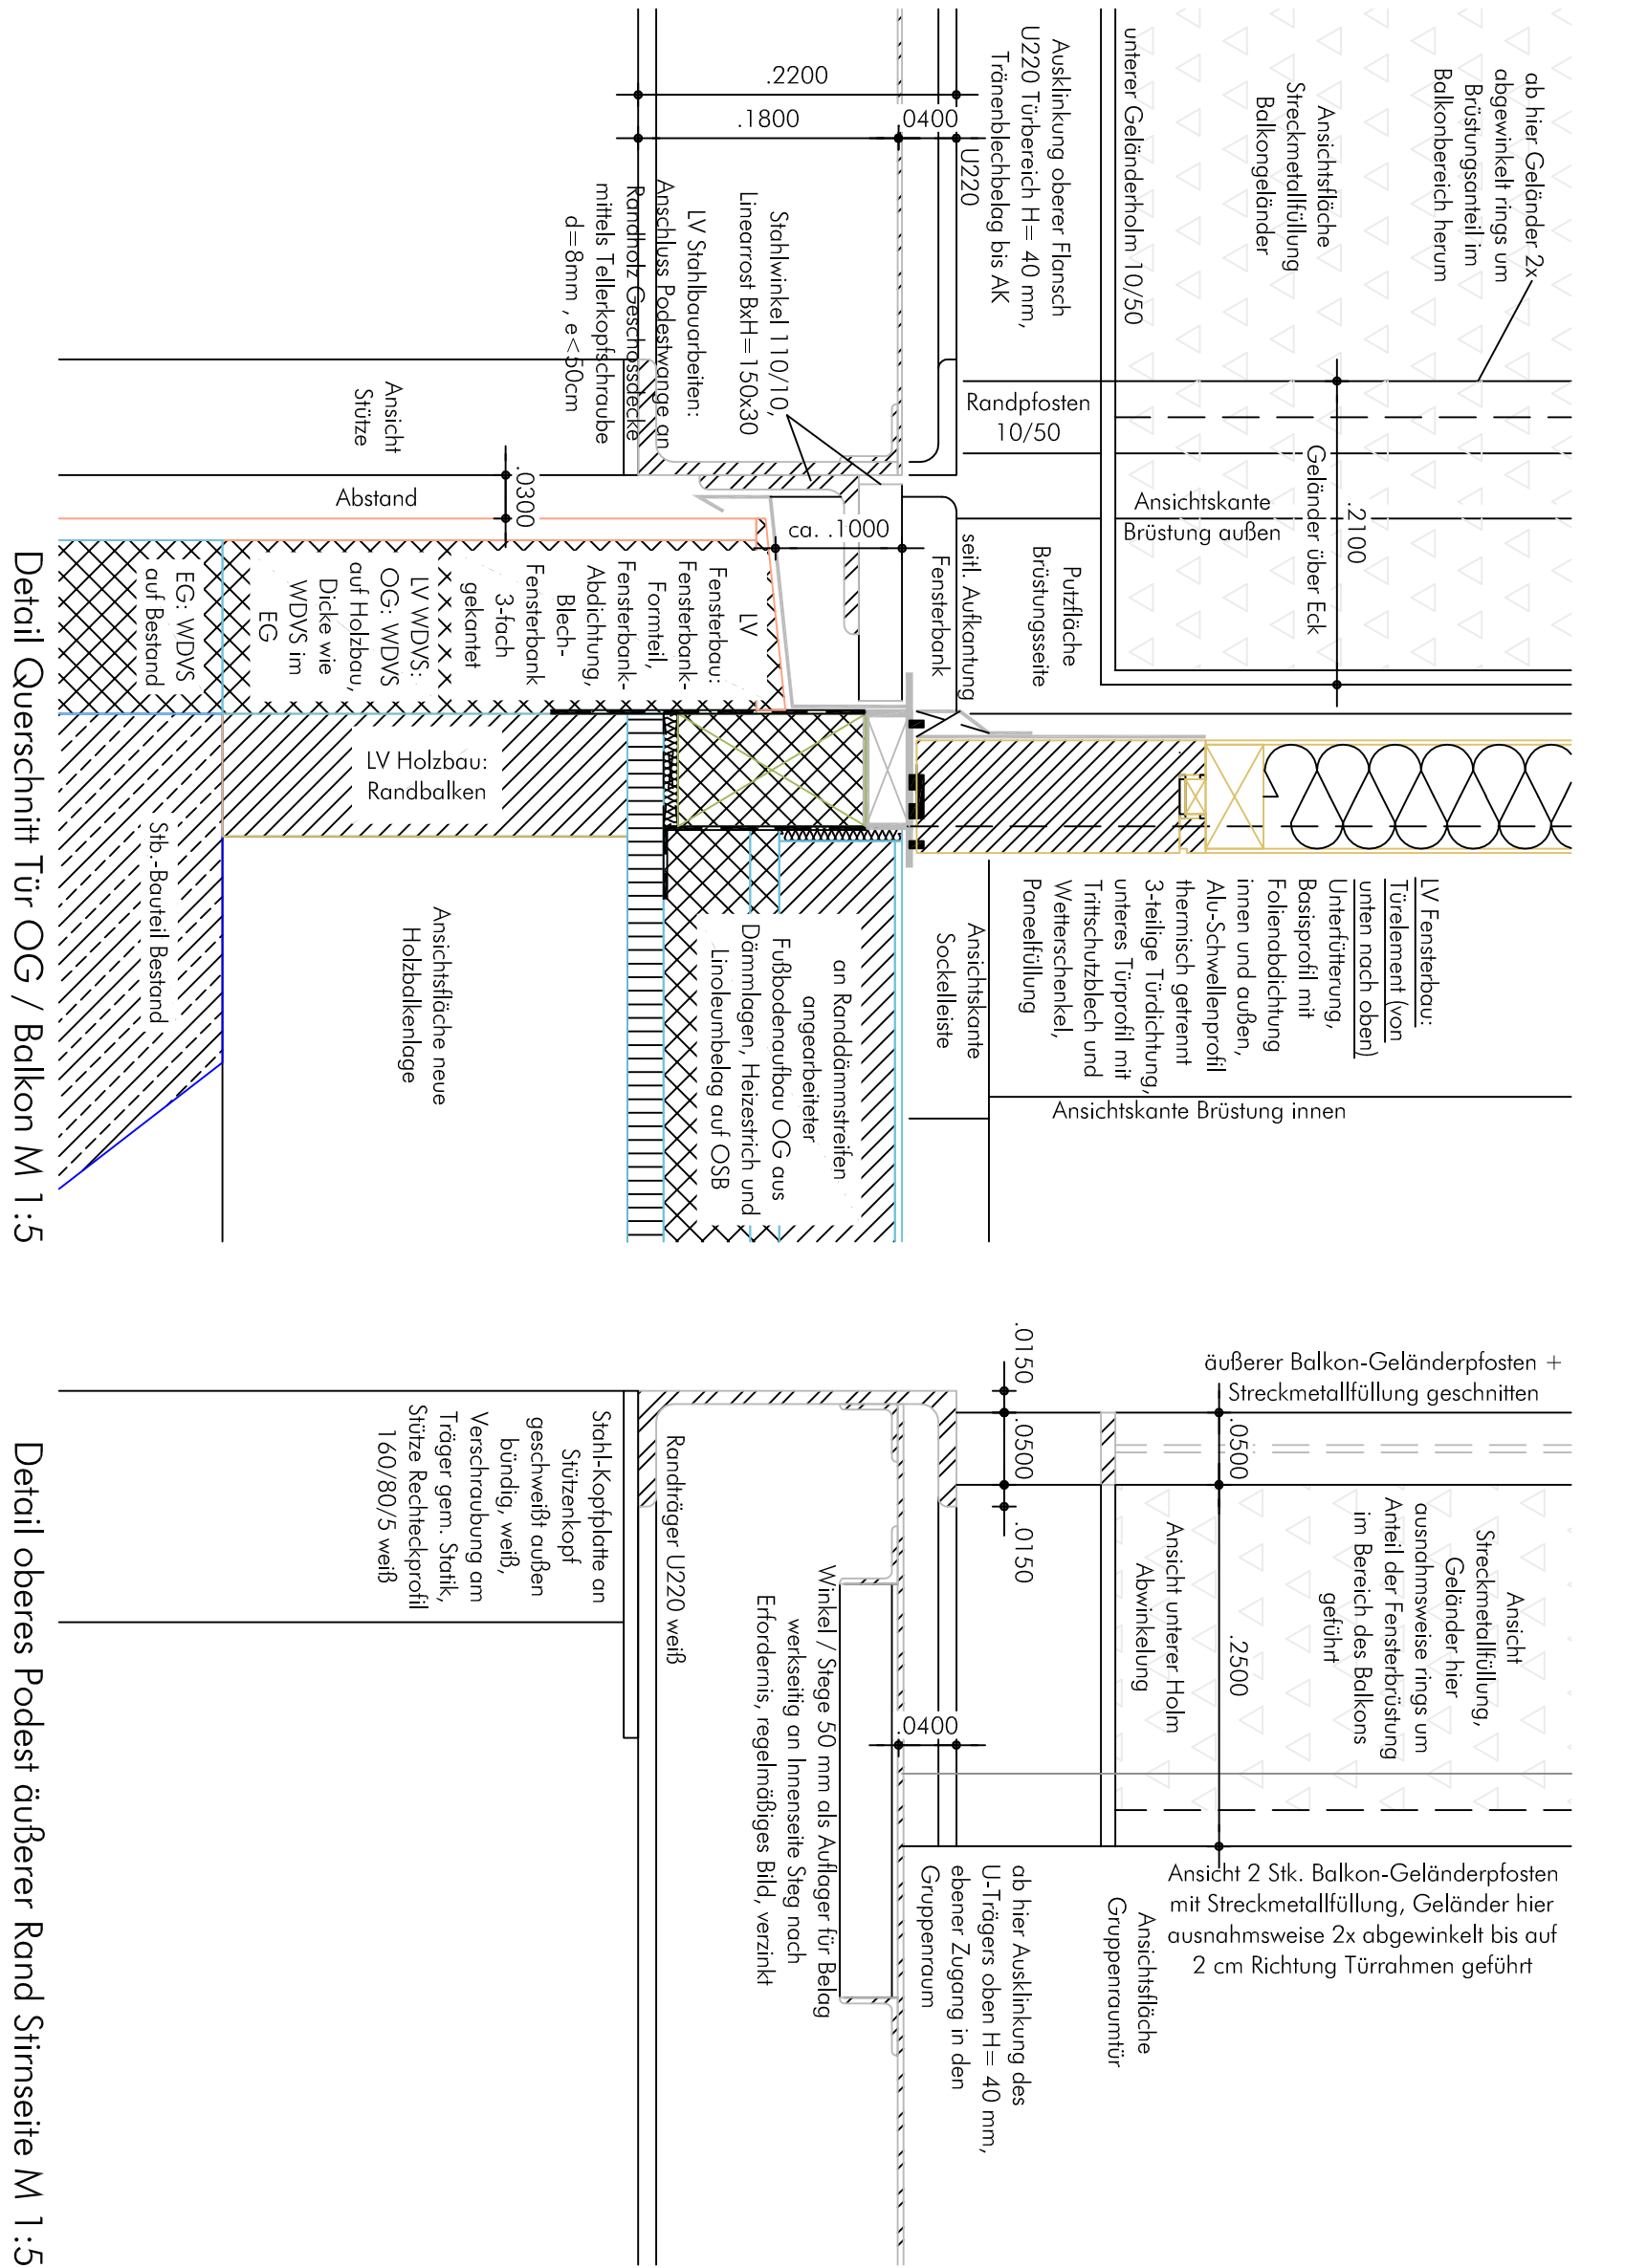 ab hier Geländer 2x
abgewinkelt rings um
Brüstungsanteil im
Balkonbereich herum
Ansichtsfläche
Streckmetallfüllung
Balkongeländer
unterer Geländerholm 10/50
Ausklinkung oberer Flansch
U220 Türbereich H= 40 mm,
Tränenblechbelag bis AK
U220
.2200
.1800
.0400
Stahlwinkel 110/10,
Linearrost BxH=150x30
LV Stahlbauarbeiten:
Anschluss Podestwange an
Randholz Geschossdecke
mittels Tellerkopfschraube
d=8mm , e<50cm
Randpfosten
10/50
Geländer über Eck
.2100
Ansichtskante
Brüstung außen
Putzfläche
Brüstungsseite
seitl. Aufkantung
Fensterbank
Ansicht
Stütze
Abstand
.0300
ca. .1000
LV
Fensterbau:
Fensterbank-
Formteil,
Fensterbank-
Abdichtung,
Blech-
Fensterbank
3-fach
gekantet
LV WDVS:
OG: WDVS
auf Holzbau,
Dicke wie
WDVS im
EG
EG: WDVS
auf Bestand
LV Holzbau:
Randbalken
Stb.-Bauteil Bestand
Ansichtsfläche neue
Holzbalkenlage
LV Fensterbau:
Türelement (von
unten nach oben)
Unterfütterung,
Basisprofil mit
Folienabdichtung
innen und außen,
Alu-Schwellenprofil
thermisch getrennt
3-teilige Türdichtung,
unteres Türprofil mit
Trittschutzblech und
Wetterschenkel,
Paneelfüllung
Ansichtskante
Sockelleiste
Ansichtskante Brüstung innen
an Randdämmstreifen
angearbeiteter
Fußbodenaufbau OG aus
Dämmlagen, Heizestrich und
Linoleumbelag auf OSB
Detail Querschnitt Tür OG / Balkon M 1:5
äußerer Balkon-Geländerpfosten +
Streckmetallfüllung geschnitten
.0150
.0500
.0150
.0500
.2500
Ansicht
Streckmetallfüllung,
Geländer hier
ausnahmsweise rings um
Anteil der Fensterbrüstung
im Bereich des Balkons
geführt
Ansicht unterer Holm
Abwinkelung
.0400
Randträger U220 weiß
Stahl-Kopfplatte an
Stützenkopf
geschweißt außen
bündig, weiß,
Verschraubung am
Träger gem. Statik,
Stütze Rechteckprofil
160/80/5 weiß
Winkel / Stege 50 mm als Auflager für Belag
werkseitig an Innenseite Steg nach
Erfordernis, regelmäßiges Bild, verzinkt
Ansicht 2 Stk. Balkon-Geländerpfosten
mit Streckmetallfüllung, Geländer hier
ausnahmsweise 2x abgewinkelt bis auf
2 cm Richtung Türrahmen geführt
Ansichtsfläche
Gruppenraumtür
ab hier Ausklinkung des
U-Trägers oben H= 40 mm,
ebener Zugang in den
Gruppenraum
Detail oberes Podest äußerer Rand Stirnseite M 1:5